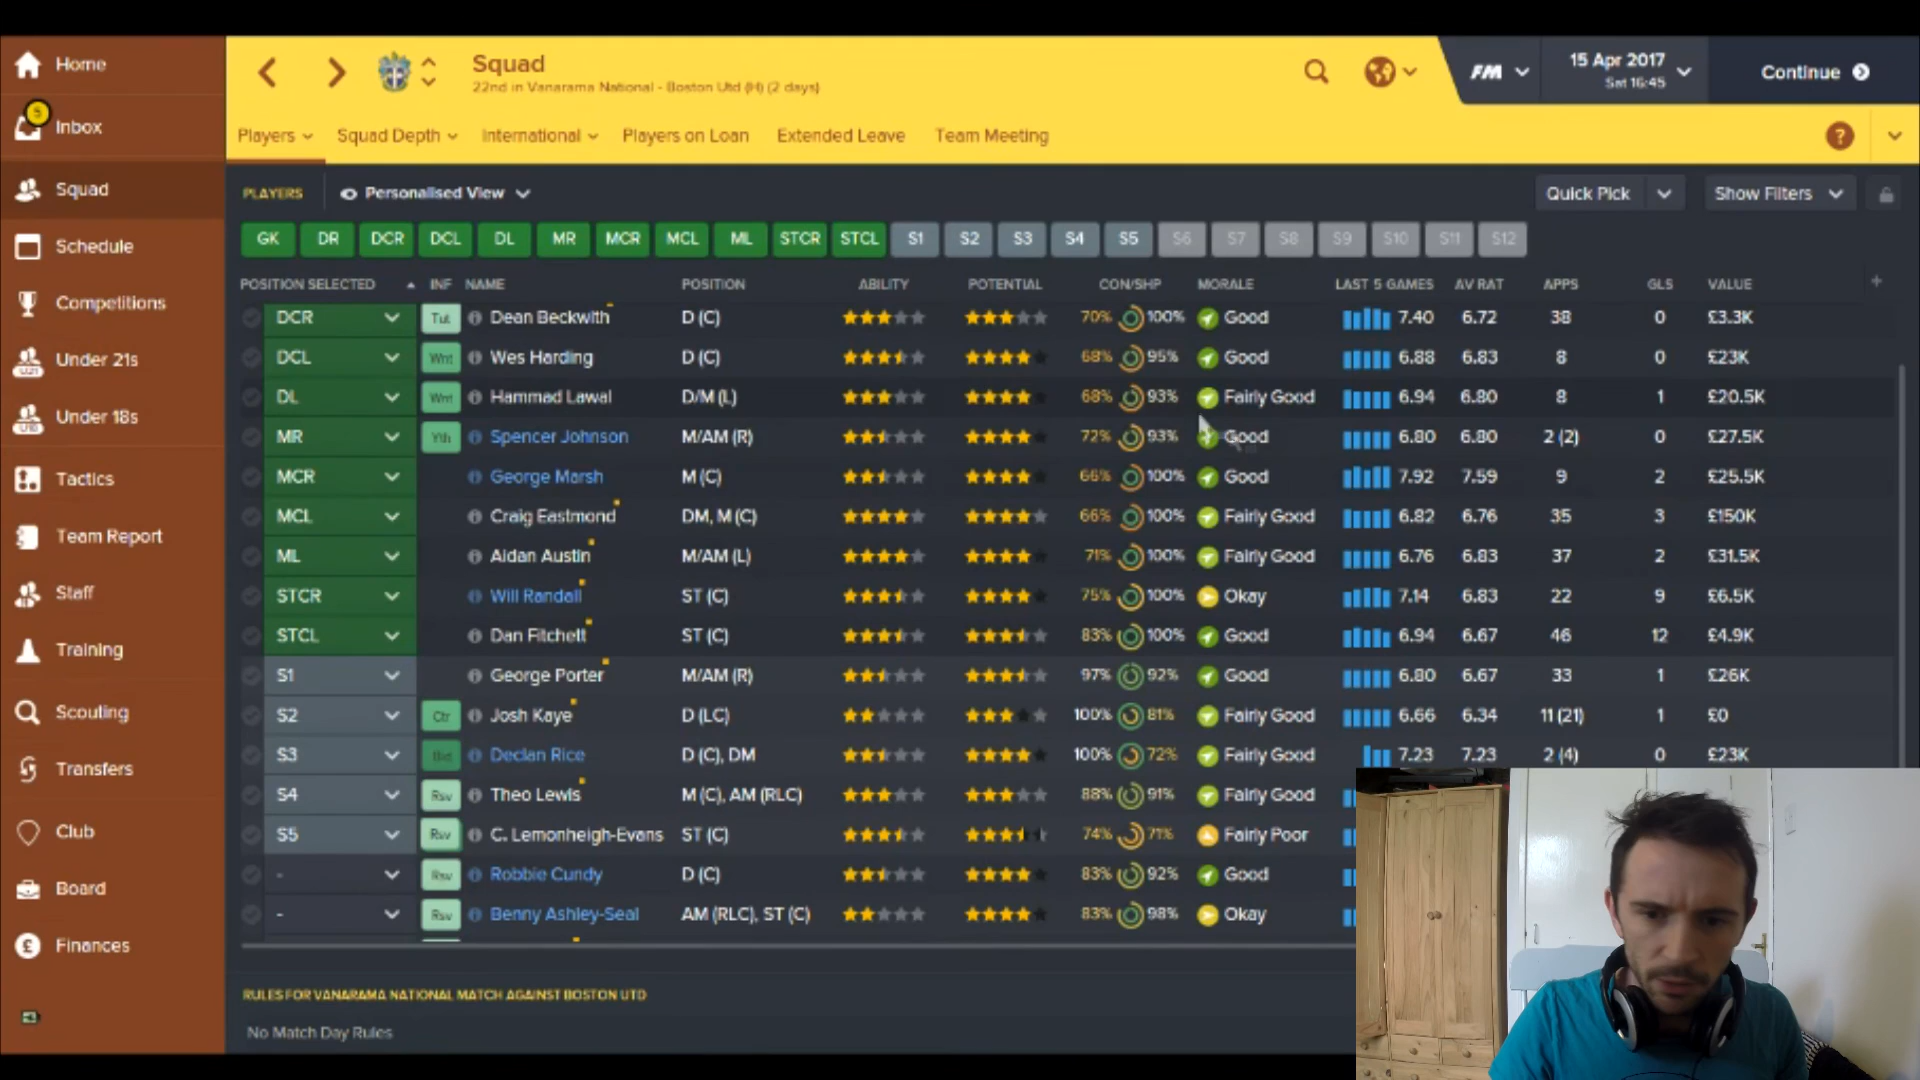 Home
5
Inbox
Squad
Schedule
Competitions
Under 21s
Under 18s
Tactics
Team Report
Staff
Training
Scouting
Transfers
Club
Board
Finances
Squad
22nd in Vanarama National - Boston Utd (H) (2 days)
FM
15 Apr 2017
Sat 16:45
Continue
Players
Squad Depth
International
Players on Loan
Extended Leave
Team Meeting
?
PLAYERS
Personalised View
Quick Pick
Show Filters
GK DR DCR DCL DL MR MCR MCL ML STCR STCL S1 S2 S3 S4 S5 S6 S7 S8 S9 S10 S11 S12
POSITION SELECTED INF NAME POSITION ABILITY POTENTIAL CON/SHP MORALE LAST 5 GAMES AV RAT APPS GLS VALUE +
DCR Tut Dean Beckwith D (C) 70% 100% Good 7.40 6.72 38 0 £3.3K
DCL Wnt Wes Harding D (C) 68% 95% Good 6.88 6.83 8 0 £23K
DL Wnt Hammad Lawal D/M (L) 68% 93% Fairly Good 6.94 6.80 8 1 £20.5K
MR Yth Spencer Johnson M/AM (R) 72% 93% Good 6.80 6.80 2 (2) 0 £27.5K
MCR George Marsh M (C) 66% 100% Good 7.92 7.59 9 2 £25.5K
MCL Craig Eastmond DM, M (C) 66% 100% Fairly Good 6.82 6.76 35 3 £150K
ML Aidan Austin M/AM (L) 71% 100% Fairly Good 6.76 6.83 37 2 £31.5K
STCR Will Randall ST (C) 75% 100% Okay 7.14 6.83 22 9 £6.5K
STCL Dan Fitchett ST (C) 83% 100% Good 6.94 6.67 46 12 £4.9K
S1 George Porter M/AM (R) 97% 92% Good 6.80 6.67 33 1 £26K
S2 Ctr Josh Kaye D (LC) 100% 81% Fairly Good 6.66 6.34 11 (21) 1 £0
S3 Declan Rice D (C), DM 100% 72% Fairly Good 7.23 7.23 2 (4) 0 £23K
S4 Rsv Theo Lewis M (C), AM (RLC) 88% 91% Fairly Good
S5 Rsv C. Lemonheigh-Evans ST (C) 74% 71% Fairly Poor
- Rsv Robbie Cundy D (C) 83% 92% Good
- Rsv Benny Ashley-Seal AM (RLC), ST (C) 83% 98% Okay
RULES FOR VANARAMA NATIONAL MATCH AGAINST BOSTON UTD
No Match Day Rules